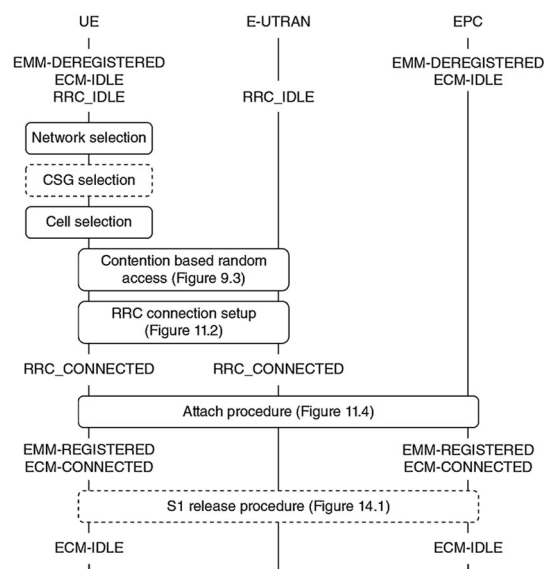 UE E-UTRAN EPC
EMM-DEREGISTERED EMM-DEREGISTERED
ECM-IDLE ECM-IDLE
RRC_IDLE RRC_IDLE
Network selection
CSG selection
Cell selection
Contention based random
access (Figure 9.3)
RRC connection setup
(Figure 11.2)
RRC_CONNECTED RRC_CONNECTED
Attach procedure (Figure 11.4)
EMM-REGISTERED EMM-REGISTERED
ECM-CONNECTED ECM-CONNECTED
S1 release procedure (Figure 14.1)
ECM-IDLE ECM-IDLE